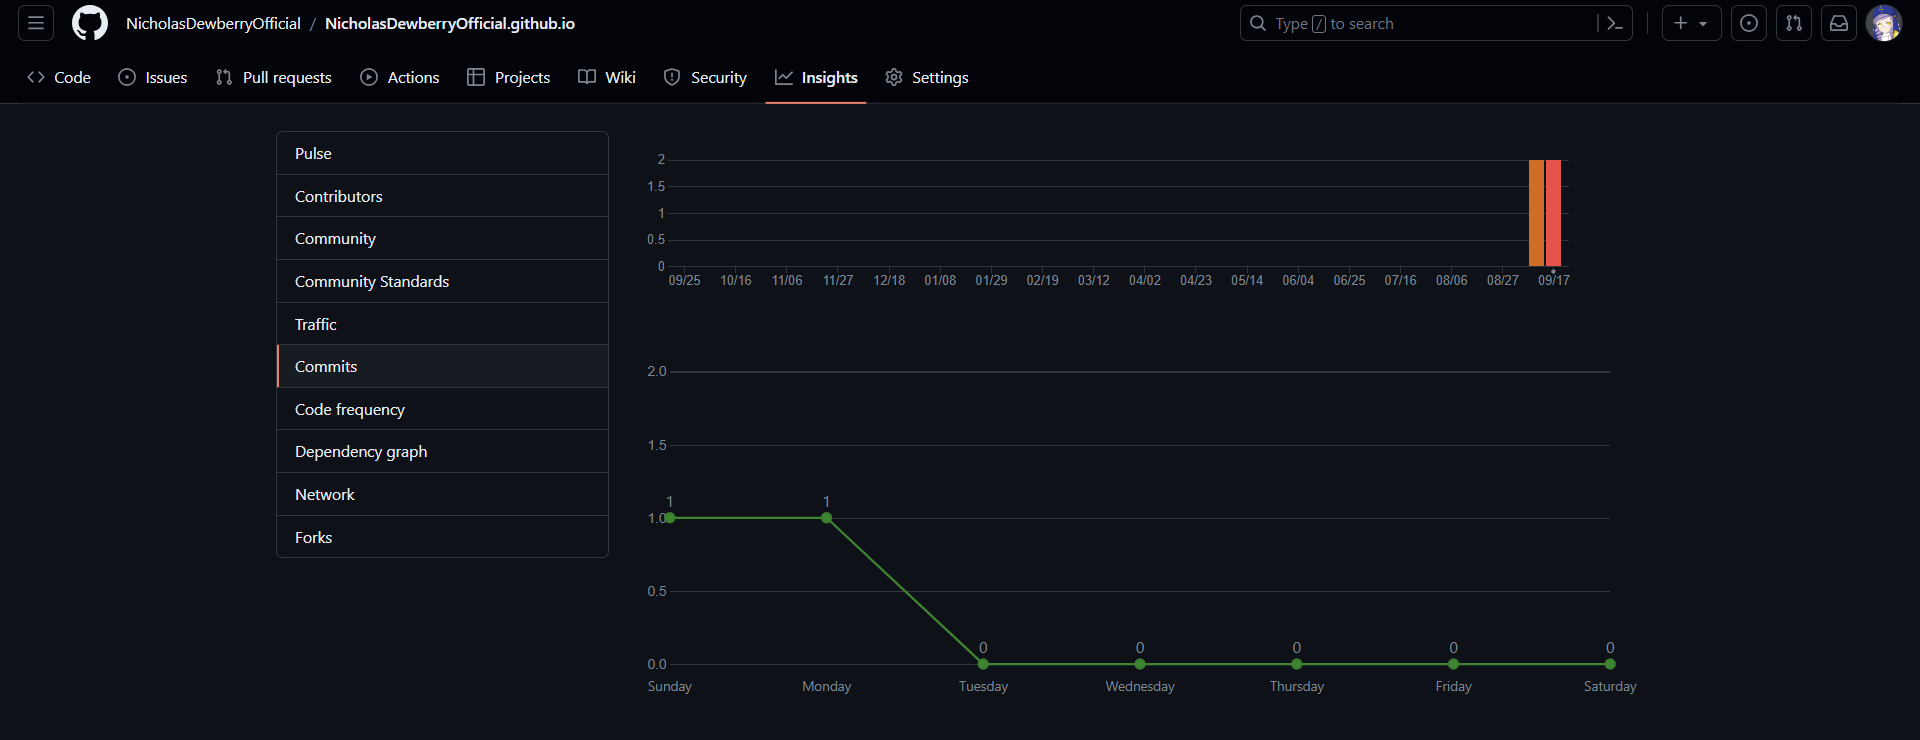 NicholasDewberryOfficial / NicholasDewberryOfficial.github.io
Type / to search
Code Issues Pull requests Actions Projects Wiki Security Insights Settings
Pulse
Contributors
Community
Community Standards
Traffic
Commits
Code frequency
Dependency graph
Network
Forks
2
1.5
1
0.5
0
09/25 10/16 11/06 11/27 12/18 01/08 01/29 02/19 03/12 04/02 04/23 05/14 06/04 06/25 07/16 08/06 08/27 09/17
2.0
1.5
1 1
1.0
0.5
0 0 0 0 0
0.0
Sunday Monday Tuesday Wednesday Thursday Friday Saturday